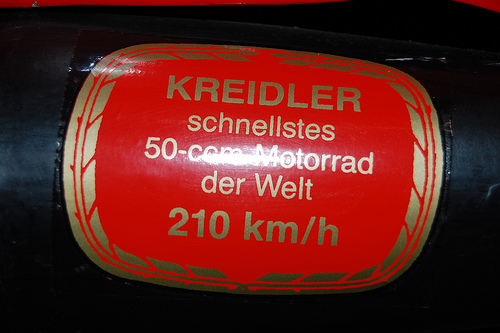 KREIDLER
schnellstes
50-ccm-Motorrad
der Welt
210 km/h